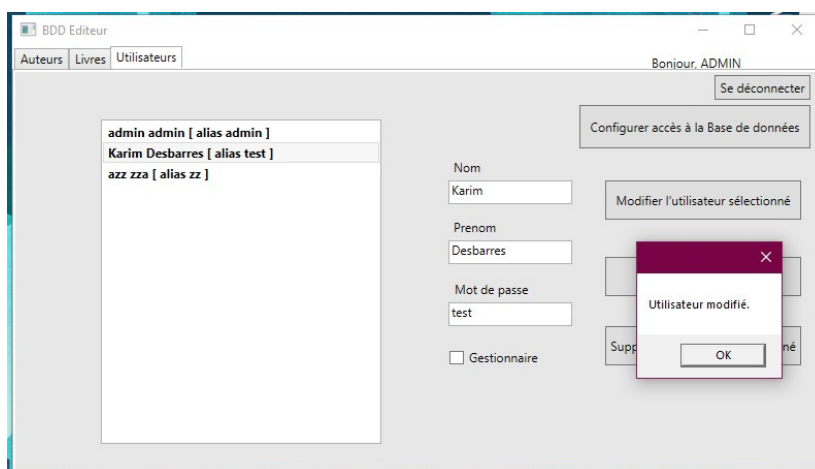 BDD Editeur
Auteurs Livres Utilisateurs
Bonjour, ADMIN
Se déconnecter
Configurer accès à la Base de données
admin admin [ alias admin ]
Karim Desbarres [ alias test ]
azz zza [ alias zz ]
Nom
Karim
Modifier l'utilisateur sélectionné
Prenom
Desbarres
Mot de passe
test
Gestionnaire
Utilisateur modifié.
OK